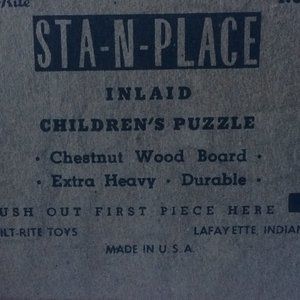 STA-N-PLACE
INLAID
CHILDREN'S PUZZLE
· Chestnut Wood Board ·
· Extra Heavy · Durable ·
USH OUT FIRST PIECE HERE
ILT-RITE TOYS LAFAYETTE, INDIAN
MADE IN U.S.A.